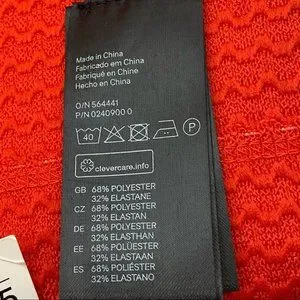 Made in China
Fabricado em China
Fabriqué en Chine
Hecho en China
O/N 564441
P/N 0240900 0
40
P
clevercare.info
GB 68% POLYESTER
32% ELASTANE
CZ 68% POLYESTER
32% ELASTAN
DE 68% POLYESTER
32% ELASTHAN
EE 68% POLÜESTER
32% ELASTAAN
ES 68% POLIÉSTER
32% ELASTANO